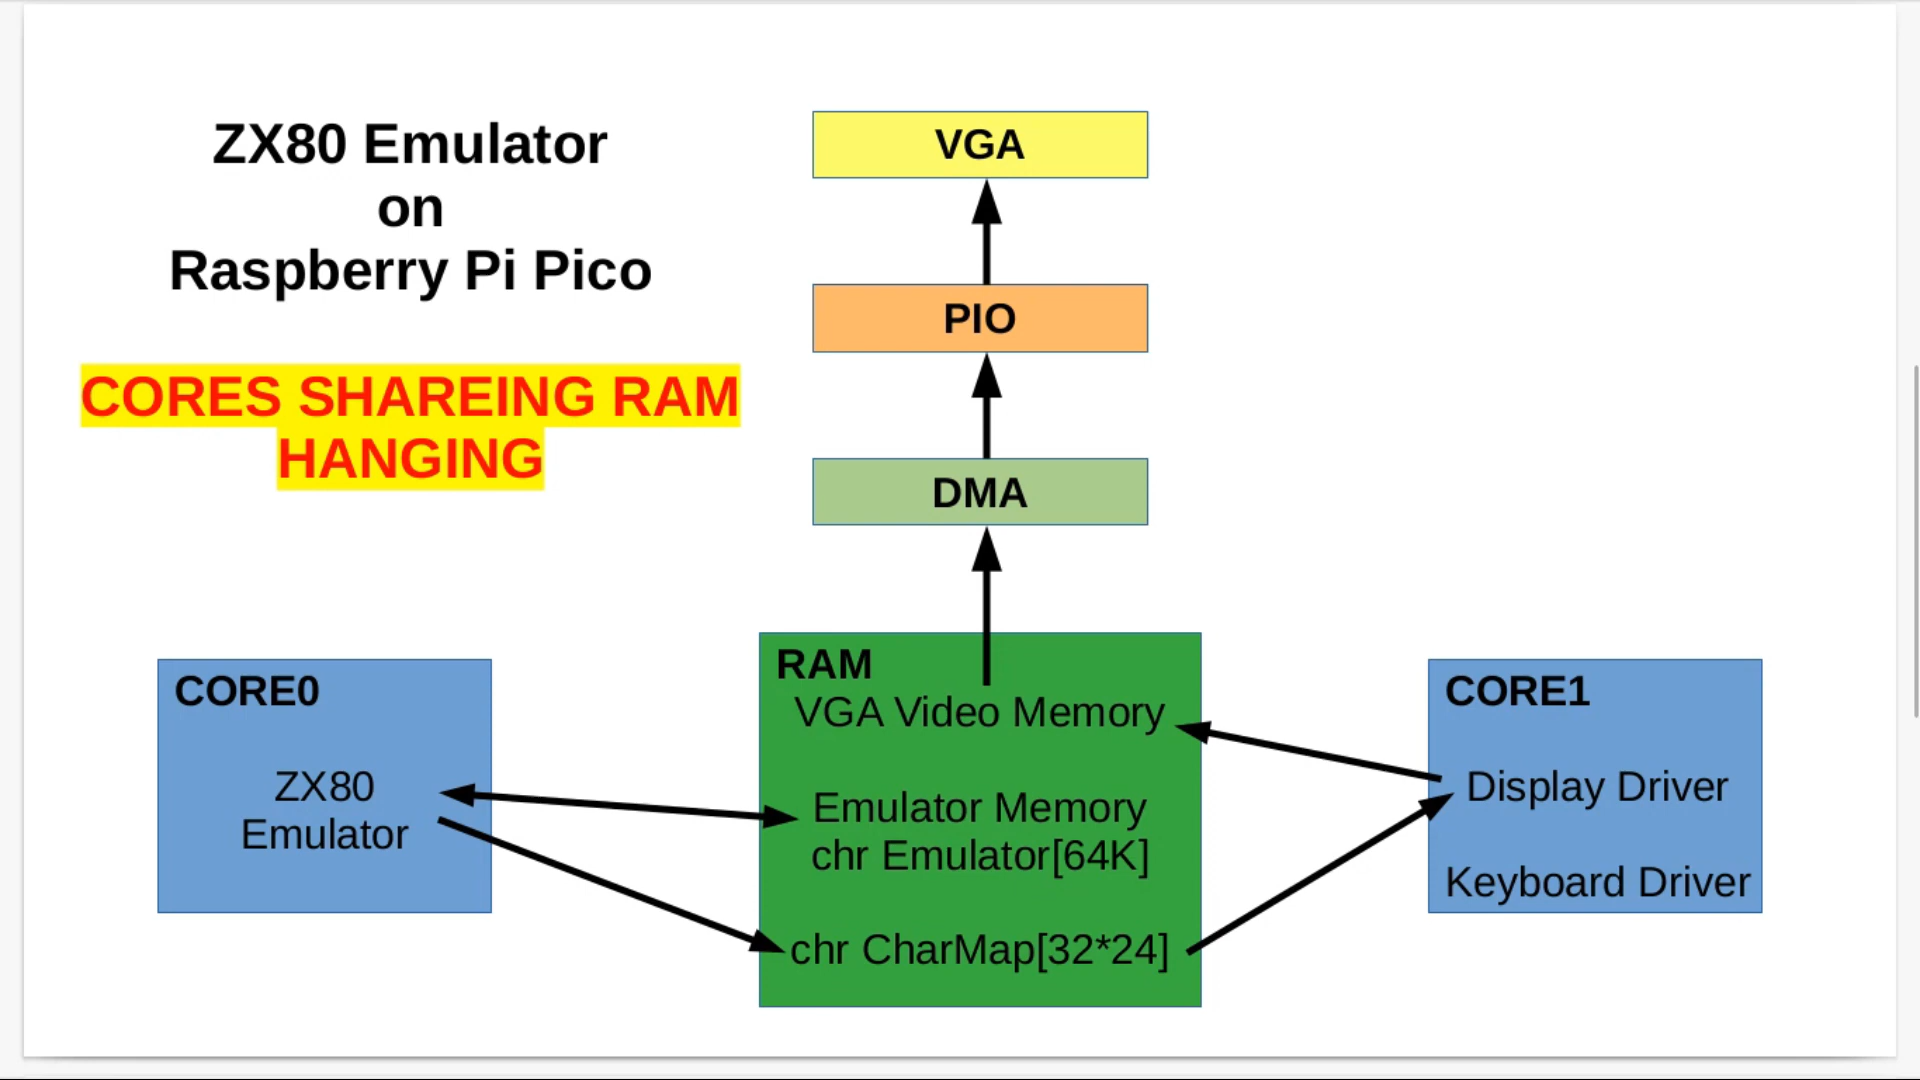 ZX80 Emulator
on
Raspberry Pi Pico
CORES SHAREING RAM
HANGING
VGA
PIO
DMA
CORE0
ZX80
Emulator
RAM
VGA Video Memory
Emulator Memory
chr Emulator[64K]
chr CharMap[32*24]
CORE1
Display Driver
Keyboard Driver